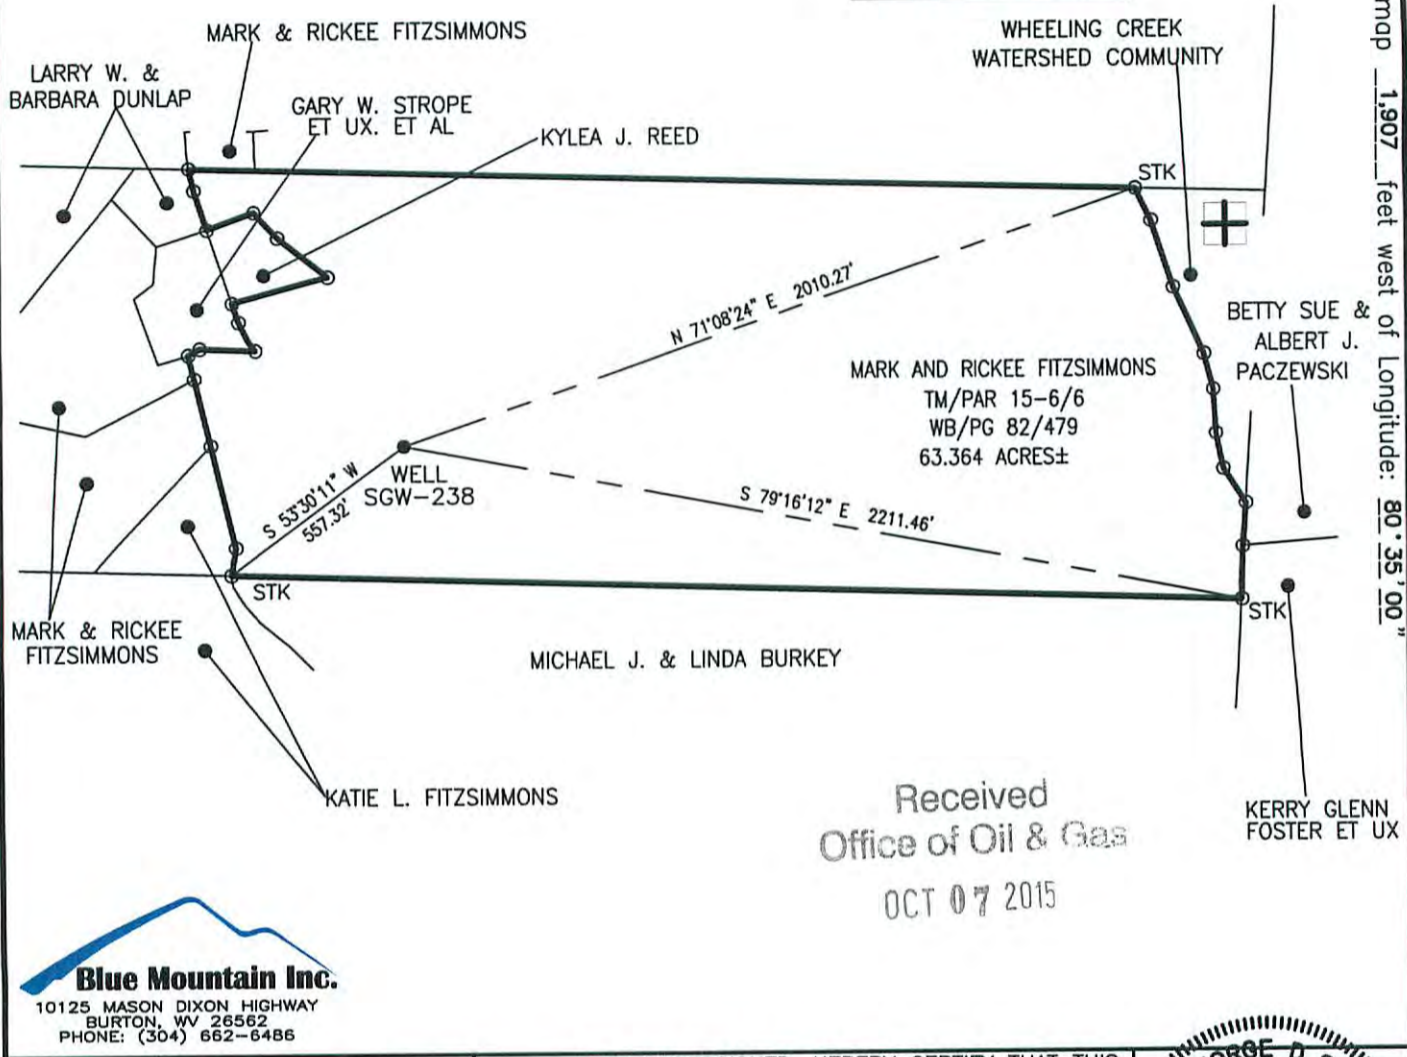 MARK & RICKEE FITZSIMMONS
WHEELING CREEK
WATERSHED COMMUNITY
LARRY W. &
BARBARA DUNLAP
GARY W. STROPE
ET UX. ET AL
KYLEA J. REED
STK
map 1,907 feet west of Longitude: 80°35'00"
N 71°08'24" E 2010.27'
BETTY SUE &
ALBERT J.
PACZEWSKI
MARK AND RICKEE FITZSIMMONS
TM/PAR 15-6/6
WB/PG 82/479
63.364 ACRES±
WELL
SGW-238
S 53°30'11" W
557.32'
S 79°16'12" E 2211.46'
STK
STK
MARK & RICKEE
FITZSIMMONS
MICHAEL J. & LINDA BURKEY
KATIE L. FITZSIMMONS
KERRY GLENN
FOSTER ET UX
Received
Office of Oil & Gas
OCT 07 2015
Blue Mountain Inc.
10125 MASON DIXON HIGHWAY
BURTON, WV 26562
PHONE: (304) 662-6486
CERTIFY THAT THIS